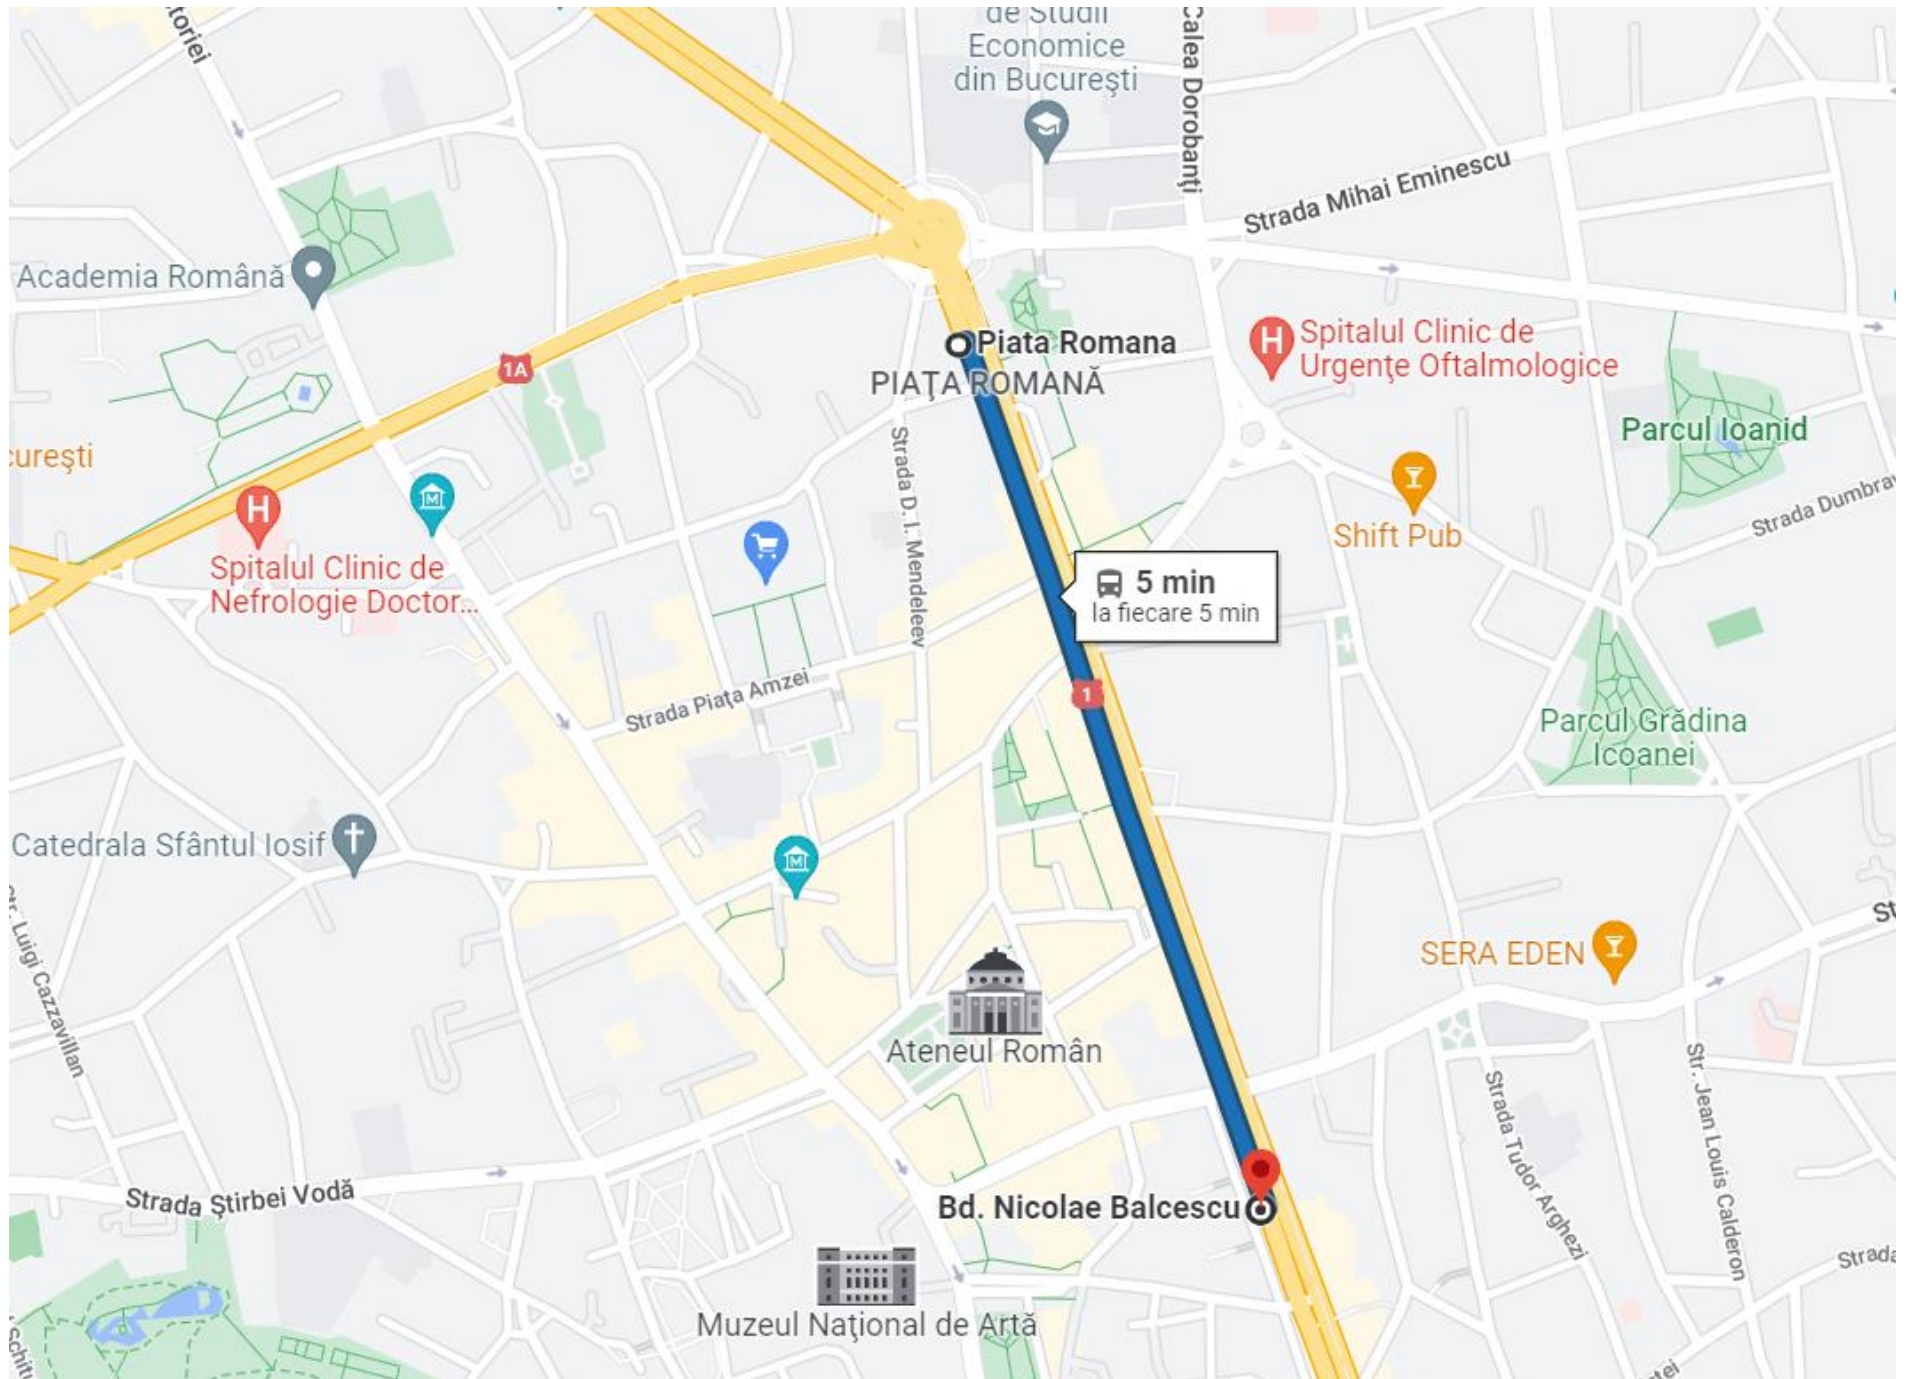 de Studii
Economice
din București
Calea Dorobanți
Strada Mihai Eminescu
Academia Română
1A
Piata Romana
PIAȚA ROMANĂ
H
Spitalul Clinic de
Urgențe Oftalmologice
Parcul Ioanid
Strada D. I. Mendeleev
H
Spitalul Clinic de
Nefrologie Doctor...
M
Shift Pub
5 min
la fiecare 5 min
Strada Piața Amzei
1
Parcul Grădina
Icoanei
Catedrala Sfântul Iosif
M
Str. Luigi Cazzavillan
SERA EDEN
St
Ateneul Român
Strada Tudor Arghezi
Str. Jean Louis Calderon
Strada Știrbei Vodă
Bd. Nicolae Balcescu
Strada
Muzeul Național de Artă